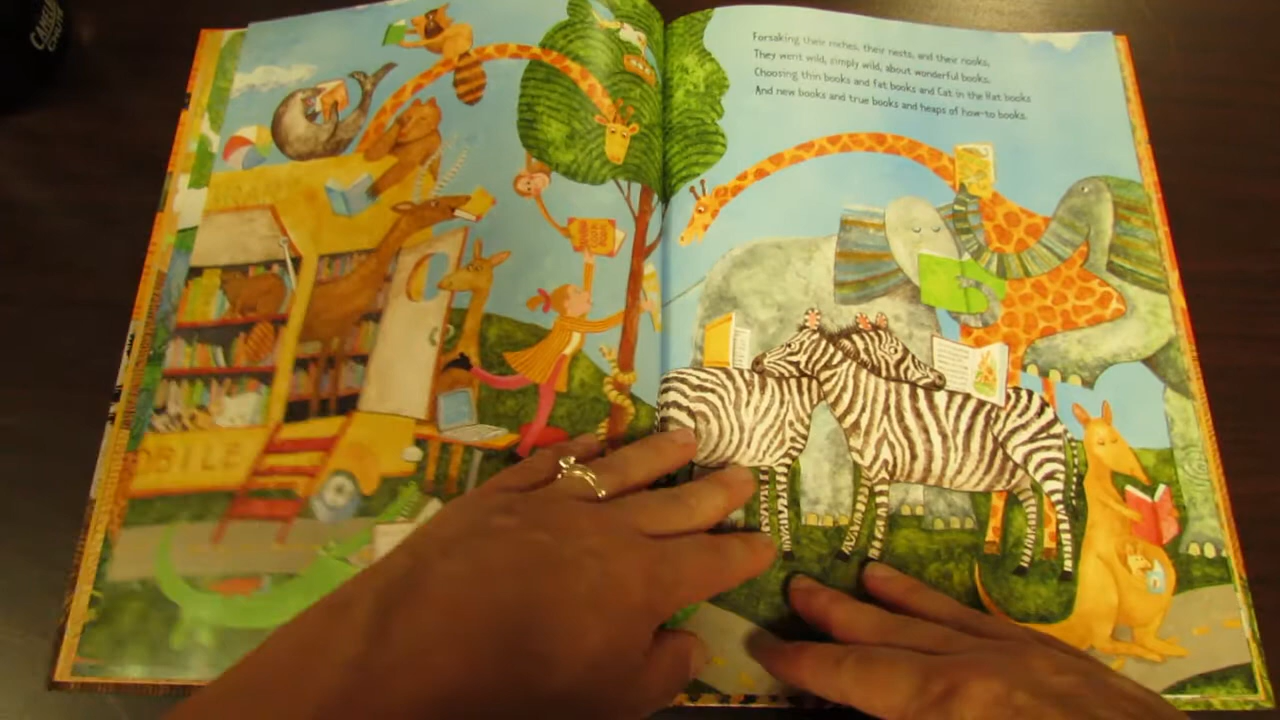 Forsaking their niches, their nests, and their nooks,
They went wild, simply wild, about wonderful books.
Choosing thin books and fat books and Cat in the Hat books
And new books and true books and heaps of how-to books.
OBILE